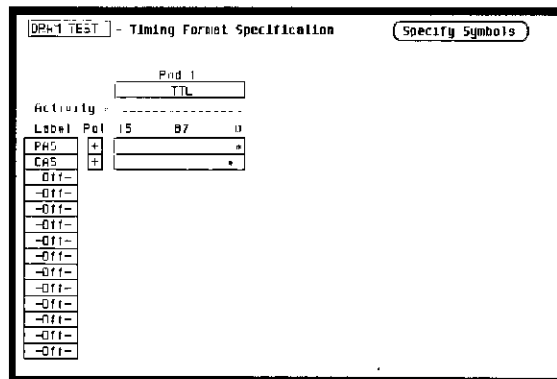 DRAM TEST - Timing Format Specification Specify Symbols
Pod 1
TTL
Activity > ----------------
Label Pol 15 87 0
RAS + *
CAS + *
-Off-
-Off-
-Off-
-Off-
-Off-
-Off-
-Off-
-Off-
-Off-
-Off-
-Off-
-Off-